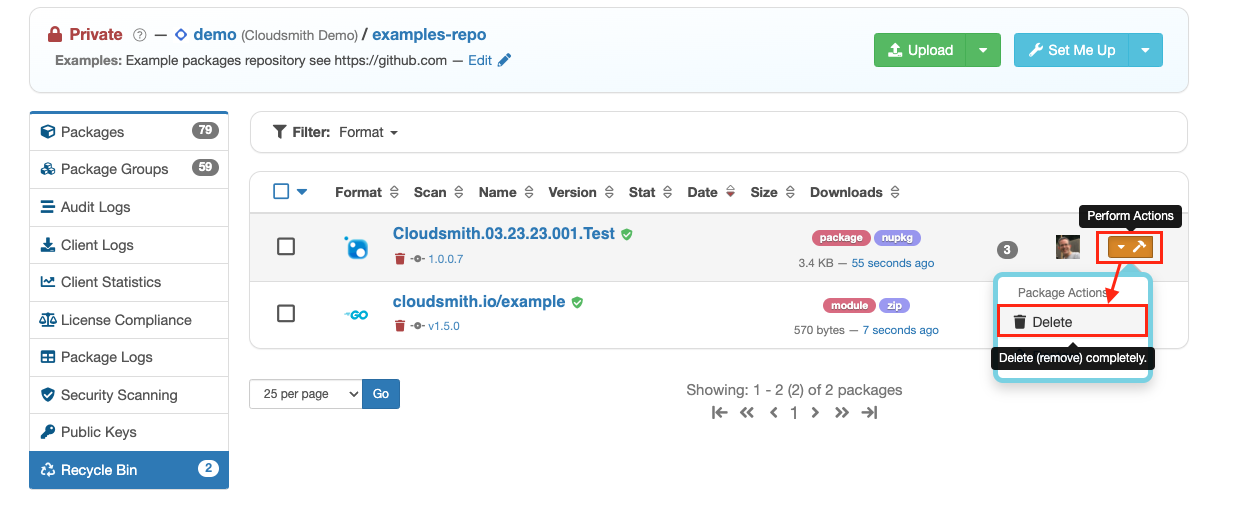 Private ? — demo (Cloudsmith Demo) / examples-repo
Examples: Example packages repository see https://github.com — Edit
Upload
Set Me Up
Packages 79
Package Groups 59
Audit Logs
Client Logs
Client Statistics
License Compliance
Package Logs
Security Scanning
Public Keys
Recycle Bin 2
Filter: Format
Format Scan Name Version Stat Date Size Downloads
Perform Actions
Cloudsmith.03.23.23.001.Test
1.0.0.7
package nupkg
3.4 KB — 55 seconds ago
3
cloudsmith.io/example
v1.5.0
GO
module zip
570 bytes — 7 seconds ago
Package Actions
Delete
Delete (remove) completely.
25 per page Go
Showing: 1 - 2 (2) of 2 packages
1